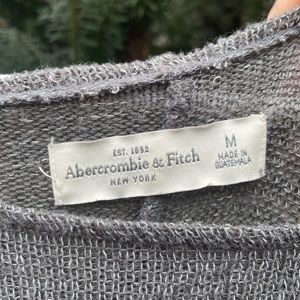 EST. 1892
Abercrombie & Fitch
NEW YORK
M
MADE IN
GUATEMALA